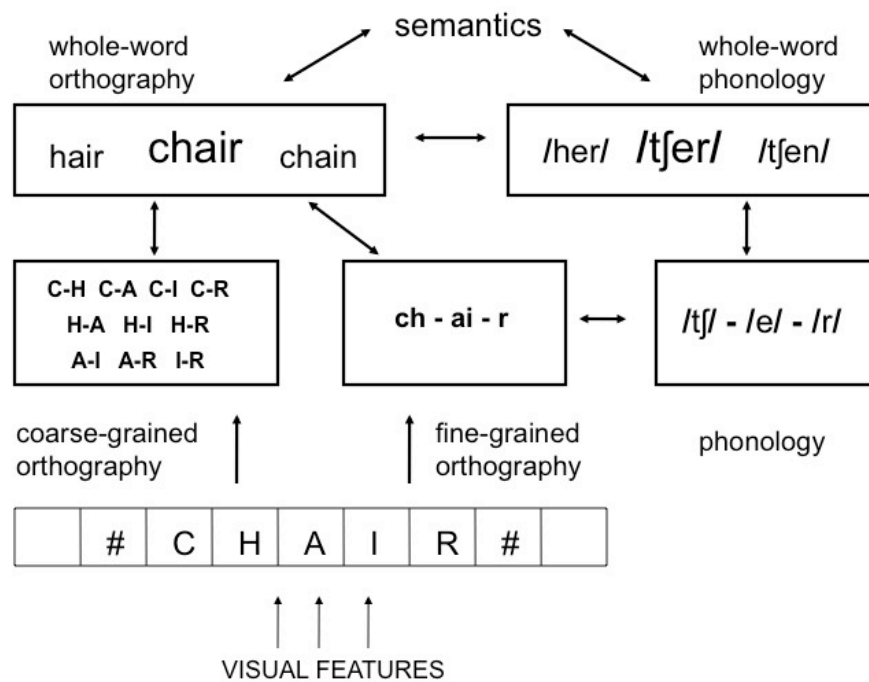 semantics
whole-word
orthography
whole-word
phonology
hair chair chain
/her/ /tʃer/ /tʃen/
C-H C-A C-I C-R
H-A H-I H-R
A-I A-R I-R
ch - ai - r
/tʃ/ - /e/ - /r/
coarse-grained
orthography
fine-grained
orthography
phonology
# C H A I R #
VISUAL FEATURES